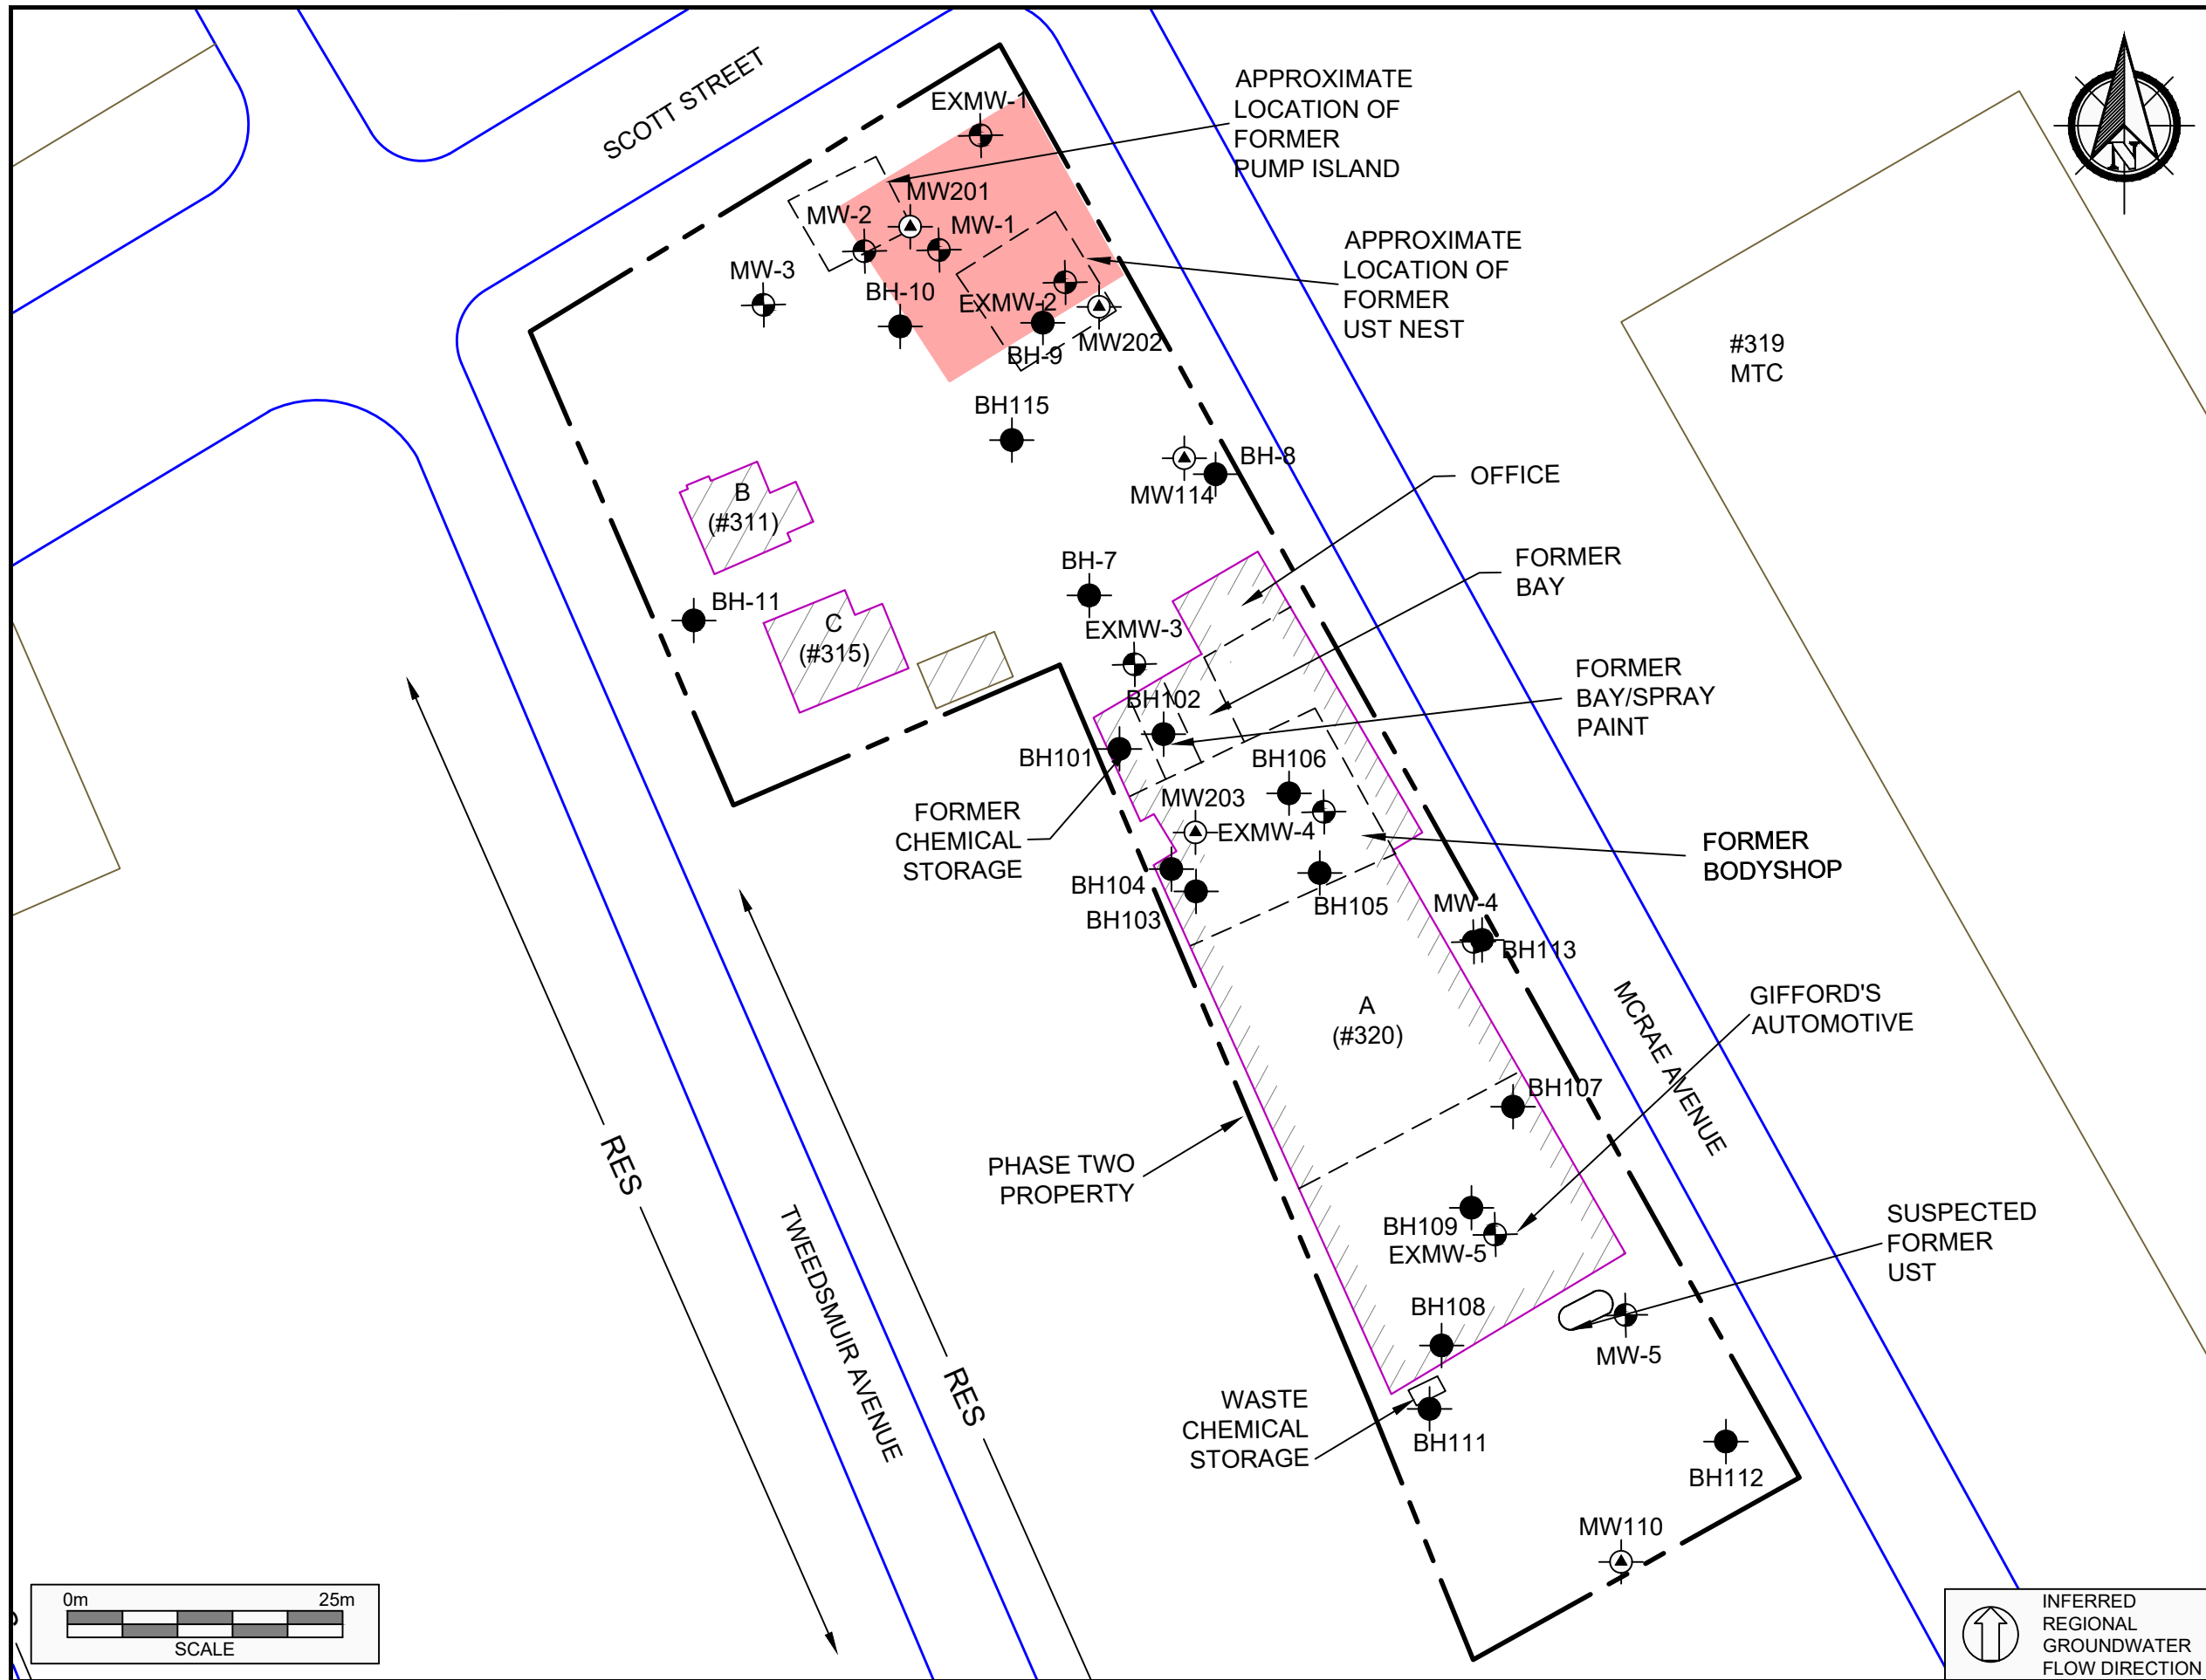 SCOTT STREET
EXMW-1
APPROXIMATE
LOCATION OF
FORMER
PUMP ISLAND
N
MW201
MW-2
MW-1
MW-3
BH-10
EXMW-2
BH-9
MW202
APPROXIMATE
LOCATION OF
FORMER
UST NEST
#319
MTC
BH115
BH-8
MW114
OFFICE
B
(#311)
BH-7
FORMER
BAY
BH-11
C
(#315)
EXMW-3
FORMER
BAY/SPRAY
PAINT
BH102
BH101
BH106
FORMER
CHEMICAL
STORAGE
MW203
EXMW-4
FORMER
BODYSHOP
BH104
BH103
BH105
MW-4
BH113
A
(#320)
GIFFORD'S
AUTOMOTIVE
MCRAE AVENUE
BH107
PHASE TWO
PROPERTY
RES
TWEEDSMUIR AVENUE
BH109
EXMW-5
SUSPECTED
FORMER
UST
BH108
MW-5
RES
WASTE
CHEMICAL
STORAGE
BH111
BH112
MW110
0m 25m
SCALE
INFERRED
REGIONAL
GROUNDWATER
FLOW DIRECTION